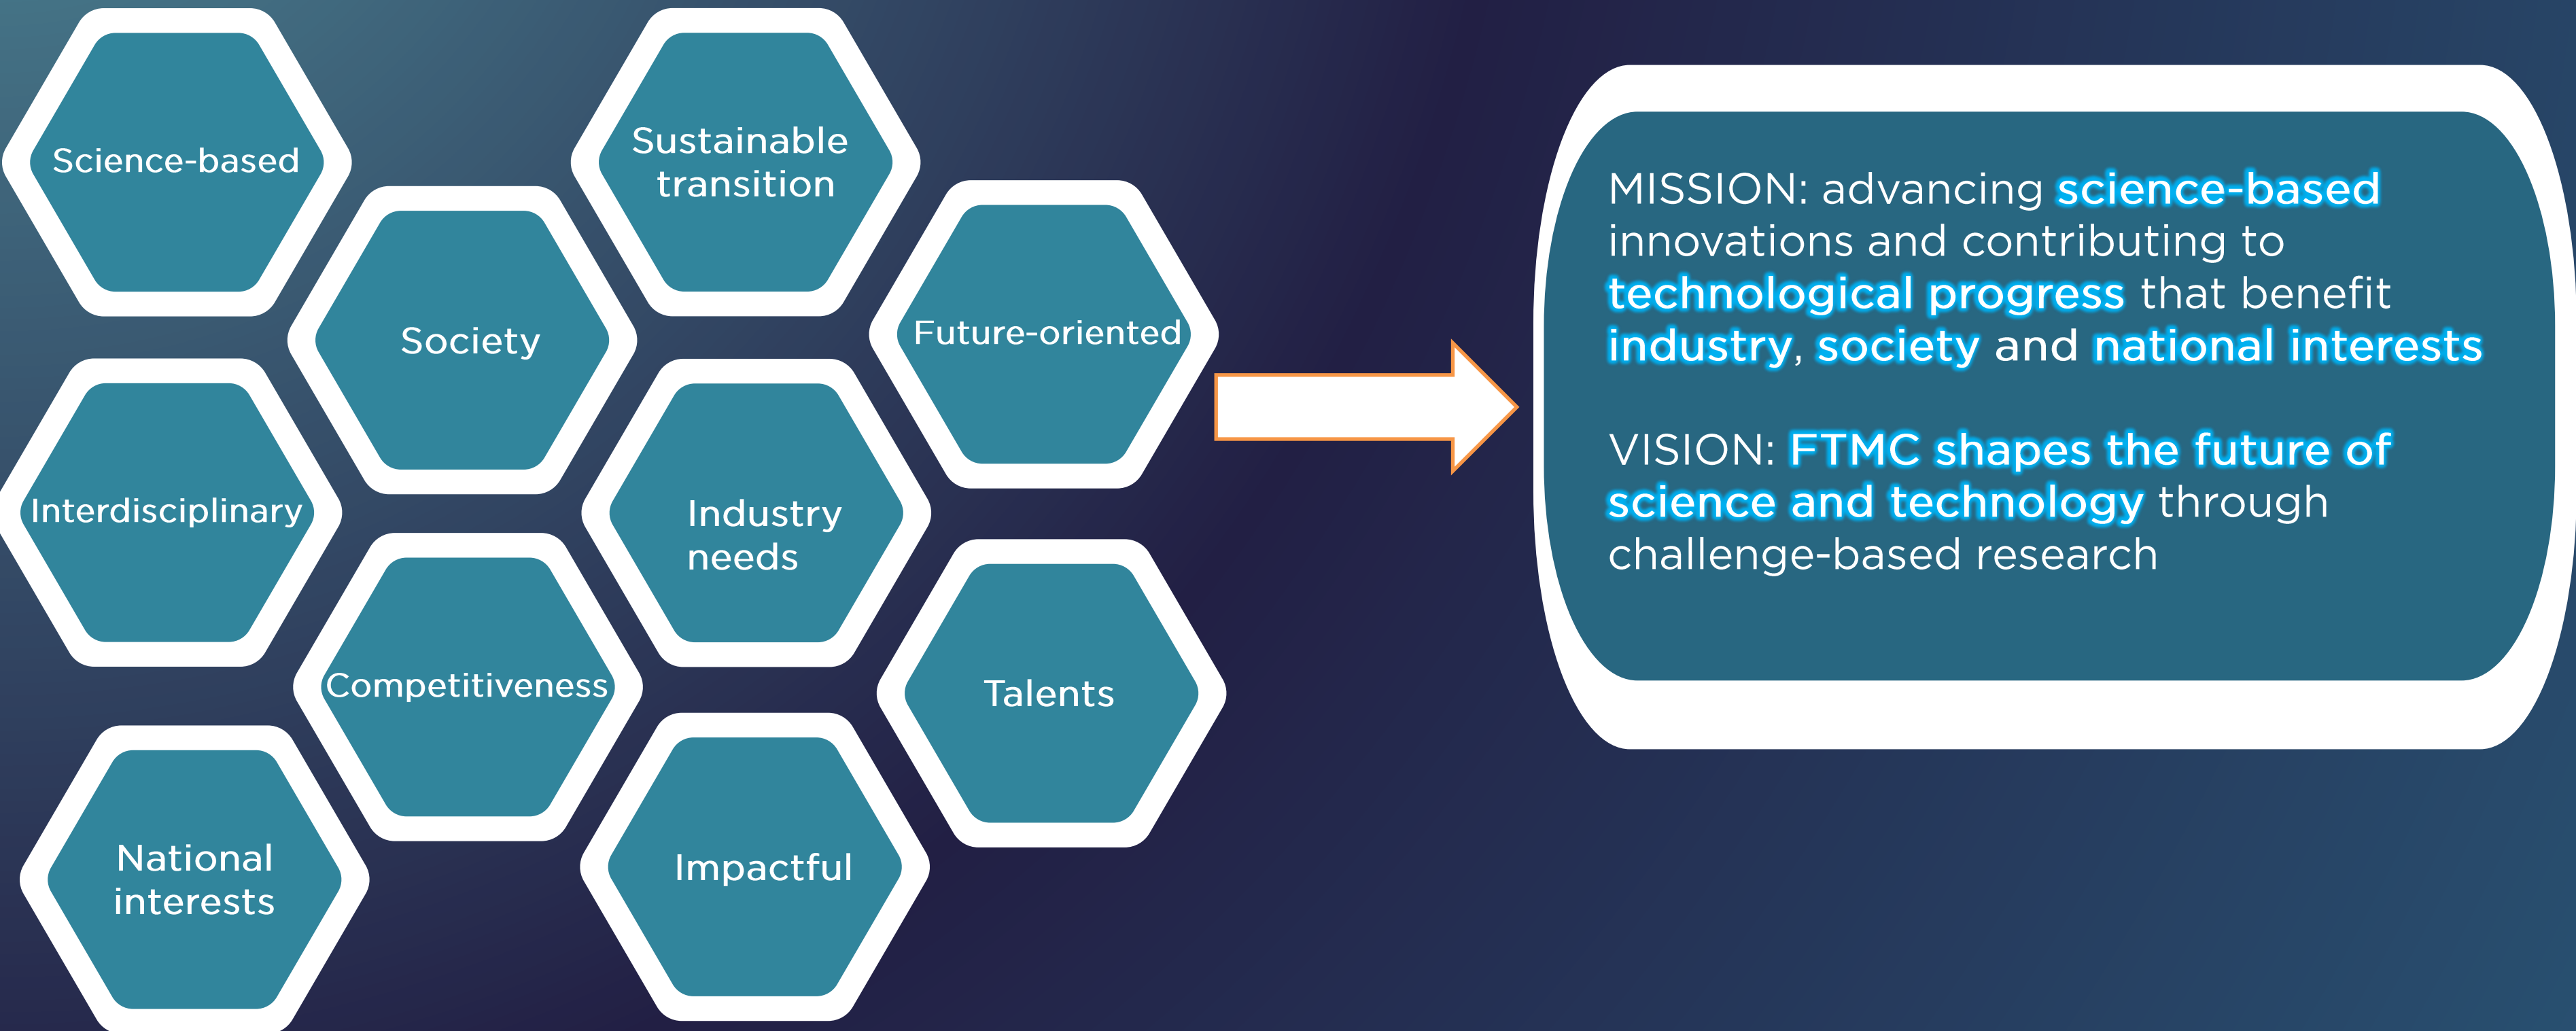 Science-based
Sustainable
transition
Society
Future-oriented
Interdisciplinary
Industry
needs
Competitiveness
Talents
National
interests
Impactful
MISSION: advancing science-based
innovations and contributing to
technological progress that benefit
industry, society and national interests
VISION: FTMC shapes the future of
science and technology through
challenge-based research